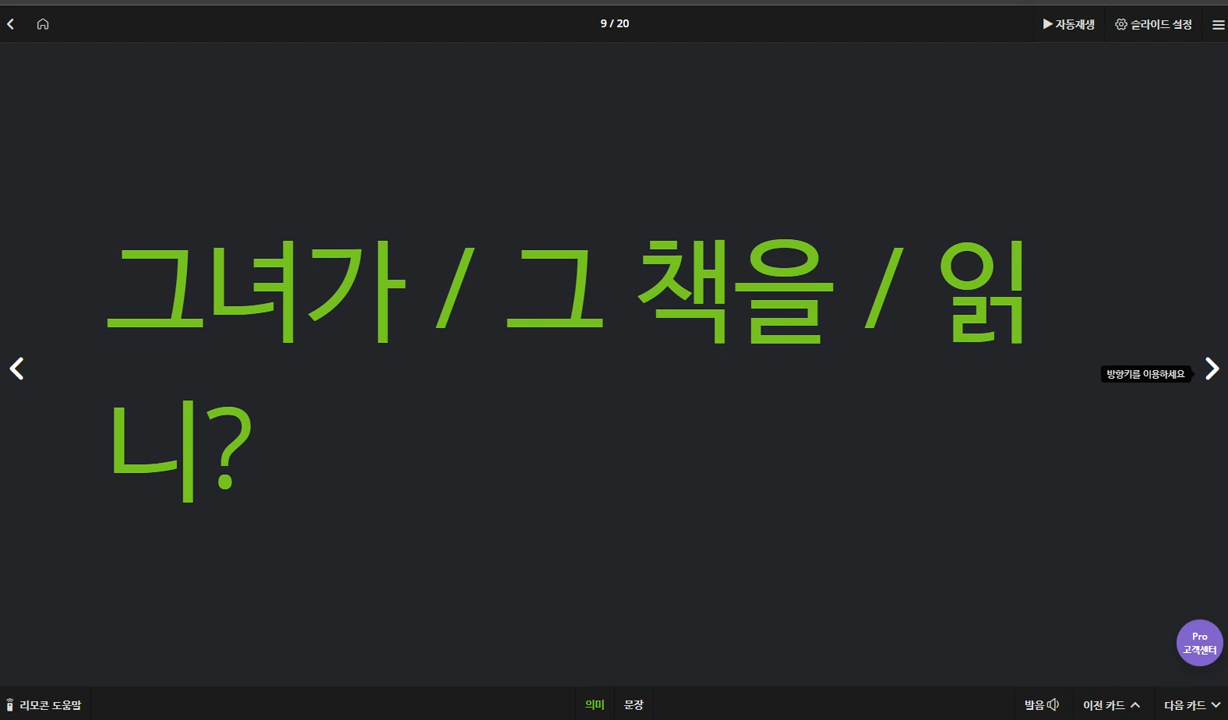 9 / 20
자동재생
슬라이드 설정
그녀가 / 그 책을 / 읽
니?
방향키를 이용하세요
Pro
고객센터
리모콘 도움말
의미
문장
발음
이전 카드
다음 카드